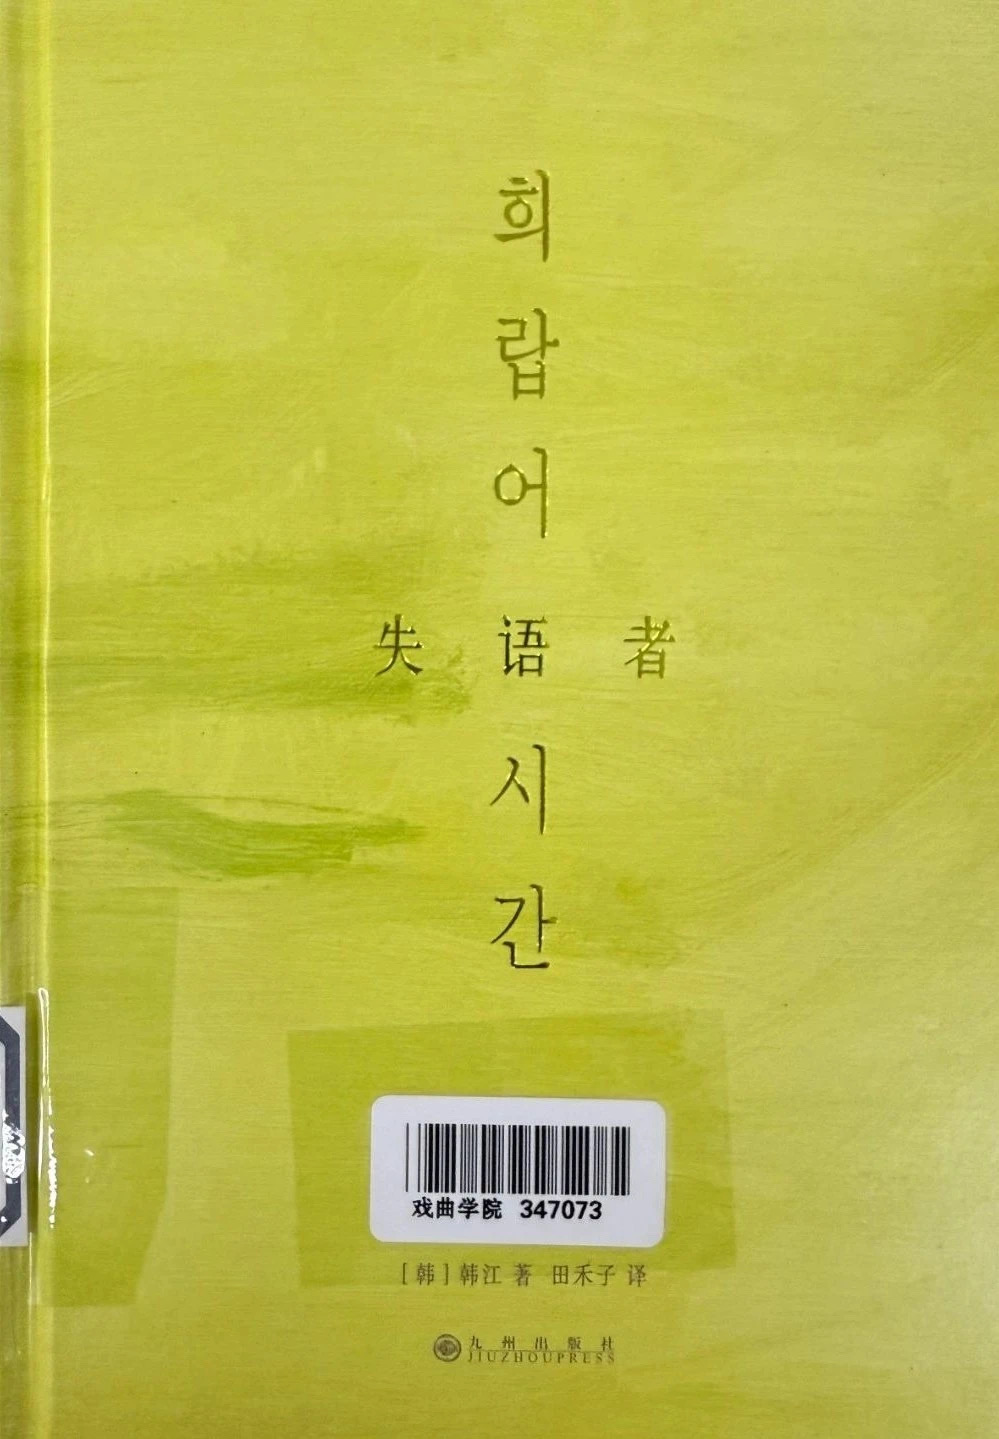 희
랍
어
失语者
시
간
戏曲学院 347073
[韩]韩江 著 田禾子 译
九州出版社
JIUZHOUPRESS